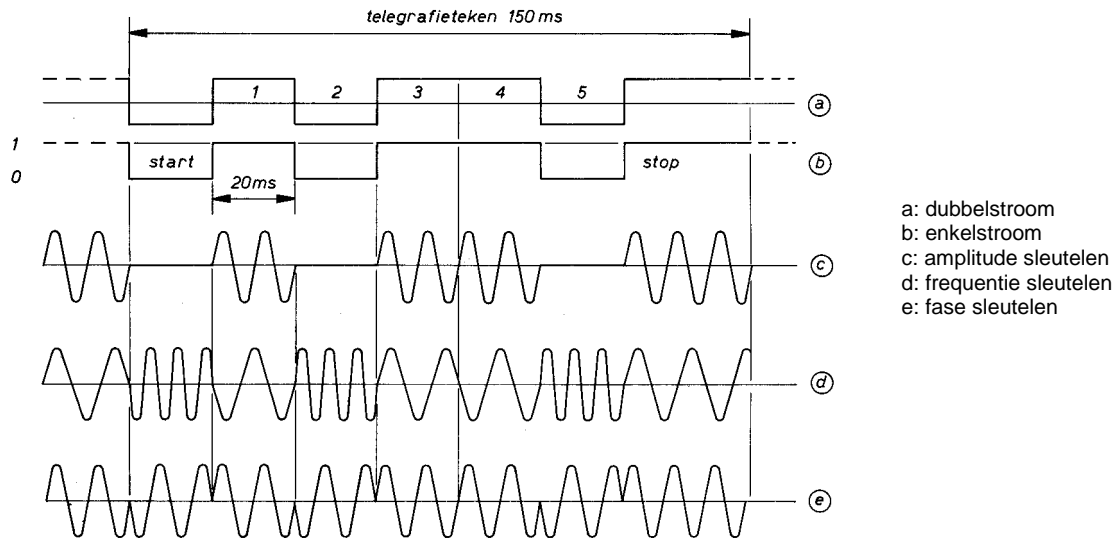 telegrafieteken 150 ms
1 2 3 4 5
a
1
start stop
b
0
20ms
c
d
e
a: dubbelstroom
b: enkelstroom
c: amplitude sleutelen
d: frequentie sleutelen
e: fase sleutelen